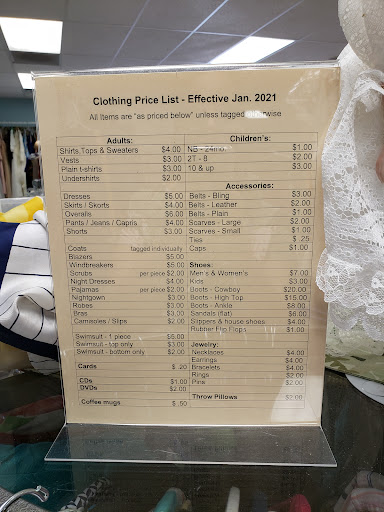 Clothing Price List - Effective Jan. 2021
All Items are "as priced below" unless tagged
Adults:
Shirts, Tops & Sweaters $4.00
Vests $3.00
Plain t-shirts $3.00
Undershirts $2.00
Dresses $5.00
Skirts / Skorts $4.00
Overalls $6.00
Pants / Jeans / Capris $4.00
Shorts $3.00
Coats tagged individually
Blazers $5.00
Windbreakers $5.00
Scrubs per piece $2.00
Night Dresses $4.00
Pajamas per piece $2.00
Nightgown $3.00
Robes $3.00
Bras $3.00
Camisoles / Slips $2.00
Swimsuit - 1 piece $5.00
Swimsuit - top only $3.00
Swimsuit - bottom only $2.00
Cards $ .20
CDs $1.00
DVDs $2.00
Coffee mugs $ .50
Children's:
NB - 24mo. $1.00
2T - 8 $2.00
10 & up $3.00
Accessories:
Belts - Bling $3.00
Belts - Leather $2.00
Belts - Plain $1.00
Scarves - Large $2.00
Scarves - Small $1.00
Ties $ .25
Caps $1.00
Shoes:
Men's & Women's $7.00
Kids $3.00
Boots - Cowboy $20.00
Boots - High Top $15.00
Boots - Ankle $8.00
Sandals (flat) $6.00
Slippers & house shoes $4.00
Rubber Flip Flops $1.00
Jewelry:
Necklaces $4.00
Earrings $4.00
Bracelets $4.00
Rings $2.00
Pins $2.00
Throw Pillows $2.00